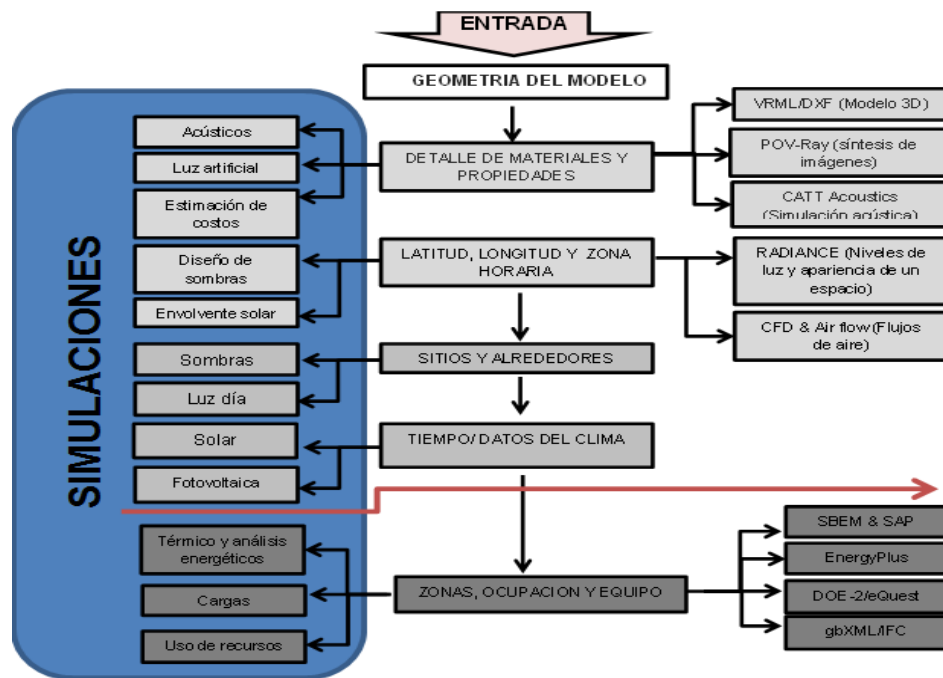 ENTRADA
GEOMETRIA DEL MODELO
DETALLE DE MATERIALES Y
PROPIEDADES
LATITUD, LONGITUD Y ZONA
HORARIA
SITIOS Y ALREDEDORES
TIEMPO/DATOS DEL CLIMA
ZONAS, OCUPACION Y EQUIPO
SIMULACIONES
Acústicos
Luz artificial
Estimación de
costos
Diseño de
sombras
Envolvente solar
Sombras
Luz día
Solar
Fotovoltaica
Térmico y análisis
energéticos
Cargas
Uso de recursos
VRML/DXF (Modelo 3D)
POV-Ray (síntesis de
imágenes)
CATT Acoustics
(Simulación acústica)
RADIANCE (Niveles de
luz y apariencia de un
espacio)
CFD & Air flow (Flujos
de aire)
SBEM & SAP
EnergyPlus
DOE-2/eQuest
gbXML/IFC